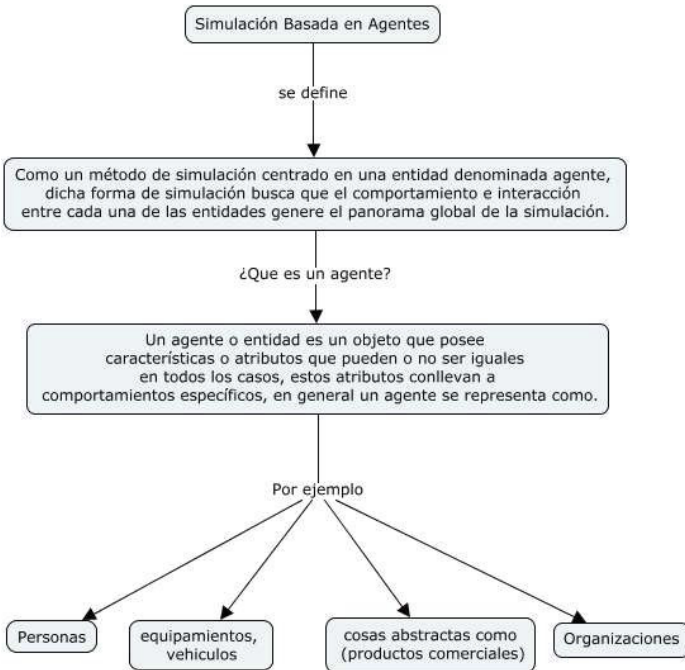 Simulación Basada en Agentes
se define
Como un método de simulación centrado en una entidad denominada agente,
dicha forma de simulación busca que el comportamiento e interacción
entre cada una de las entidades genere el panorama global de la simulación.
¿Que es un agente?
Un agente o entidad es un objeto que posee
características o atributos que pueden o no ser iguales
en todos los casos, estos atributos conllevan a
comportamientos específicos, en general un agente se representa como.
Por ejemplo
Personas
equipamientos,
vehiculos
cosas abstractas como
(productos comerciales)
Organizaciones